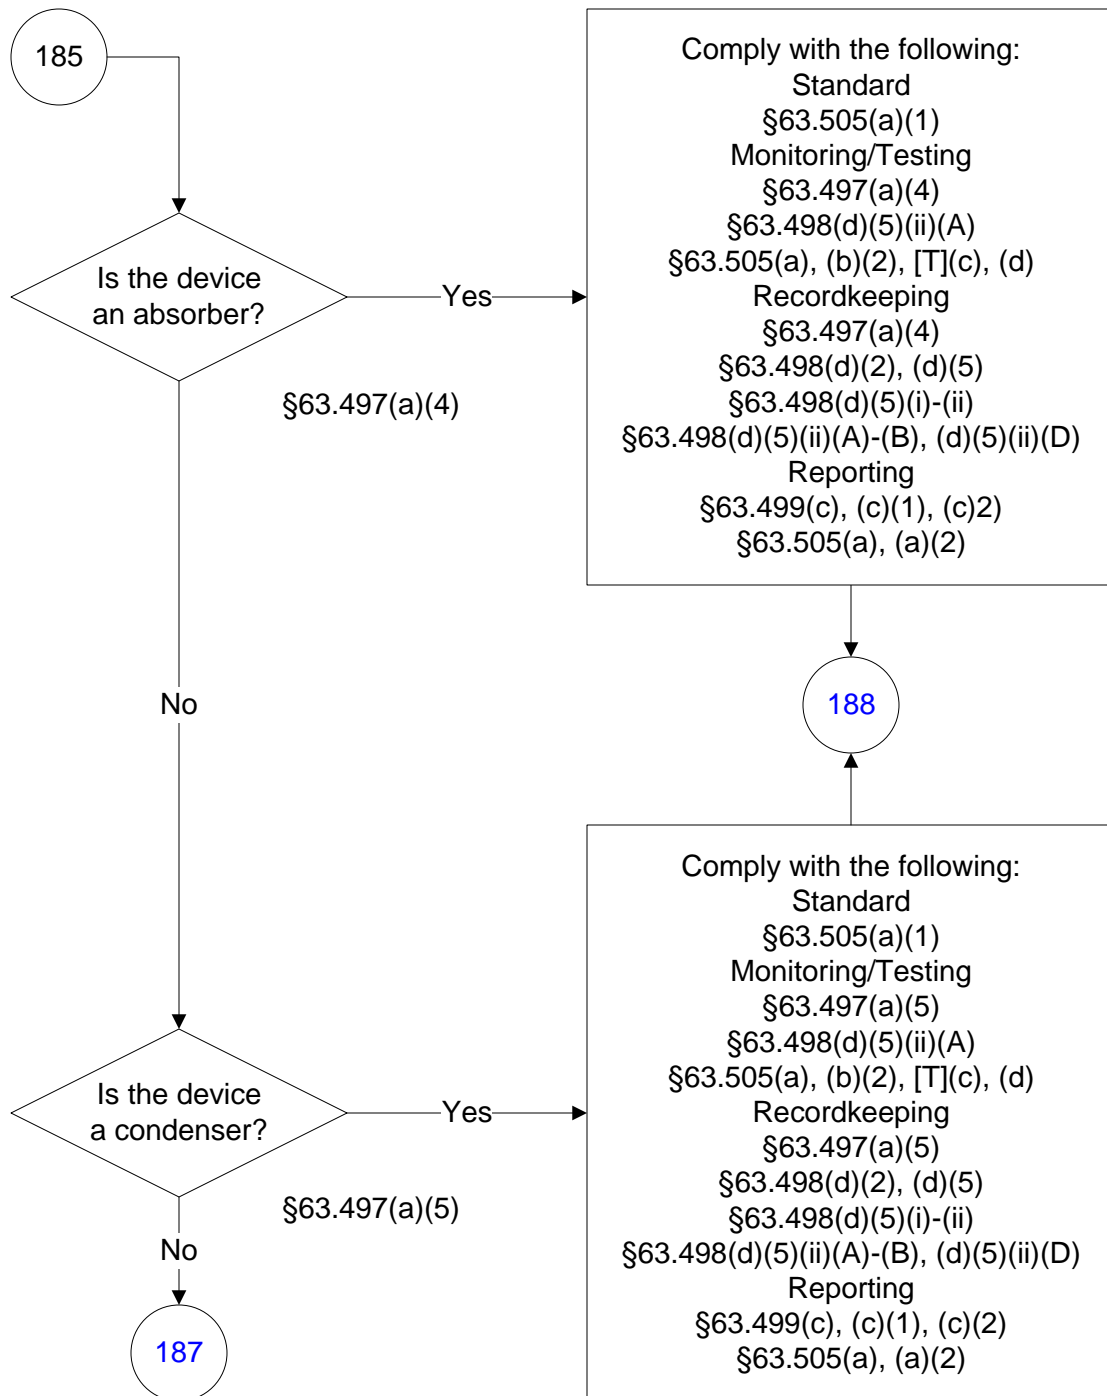 185
Comply with the following:
Standard
§63.505(a)(1)
Monitoring/Testing
§63.497(a)(4)
§63.498(d)(5)(ii)(A)
§63.505(a), (b)(2), [T](c), (d)
Recordkeeping
§63.497(a)(4)
§63.498(d)(2), (d)(5)
§63.498(d)(5)(i)-(ii)
§63.498(d)(5)(ii)(A)-(B), (d)(5)(ii)(D)
Reporting
§63.499(c), (c)(1), (c)2)
§63.505(a), (a)(2)
Is the device
an absorber?
Yes
§63.497(a)(4)
No
188
Is the device
a condenser?
Yes
§63.497(a)(5)
No
187
Comply with the following:
Standard
§63.505(a)(1)
Monitoring/Testing
§63.497(a)(5)
§63.498(d)(5)(ii)(A)
§63.505(a), (b)(2), [T](c), (d)
Recordkeeping
§63.497(a)(5)
§63.498(d)(2), (d)(5)
§63.498(d)(5)(i)-(ii)
§63.498(d)(5)(ii)(A)-(B), (d)(5)(ii)(D)
Reporting
§63.499(c), (c)(1), (c)(2)
§63.505(a), (a)(2)